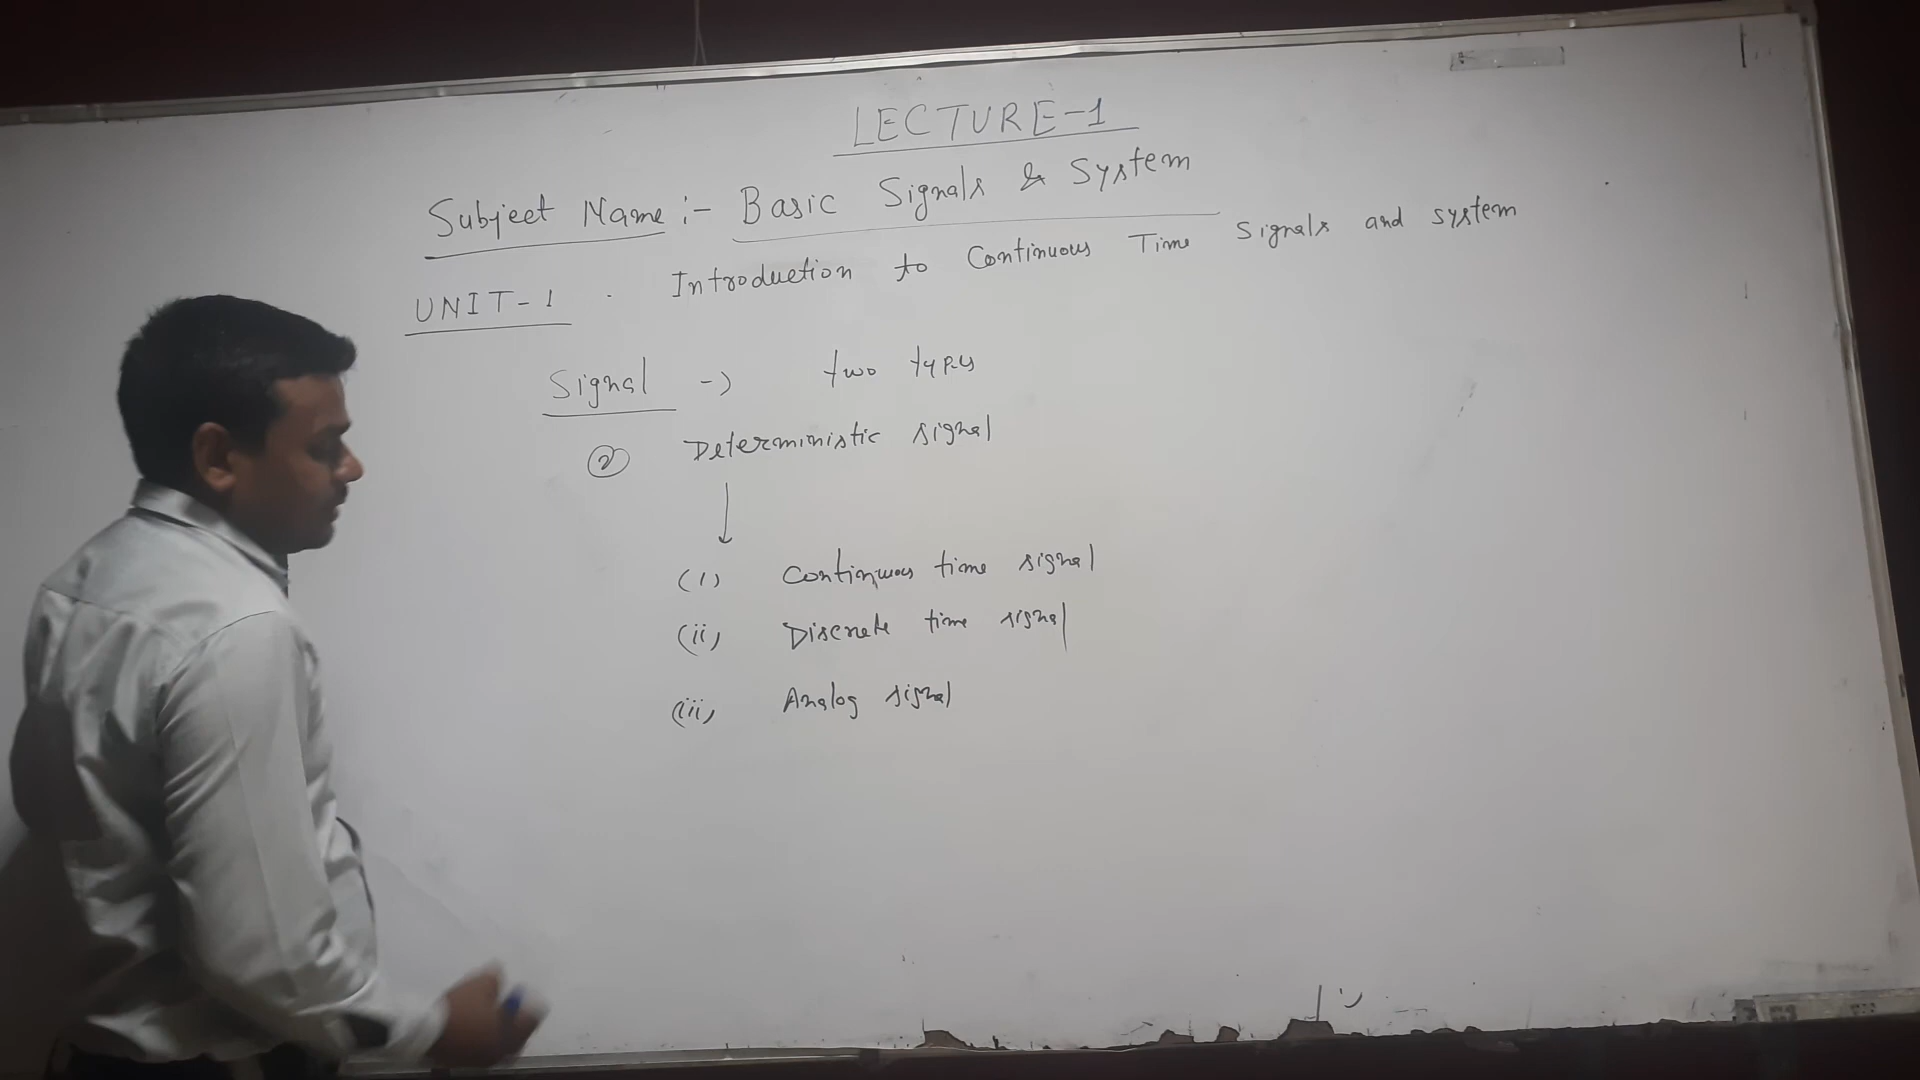 LECTURE-1
Subject Name :- Basic Signals & System
UNIT-1 . Introduction to Continuous Time Signals and system
Signal -> two types
Deterministic signal
(i) Continuous time signal
(ii) Discrete time signal
(iii) Analog signal